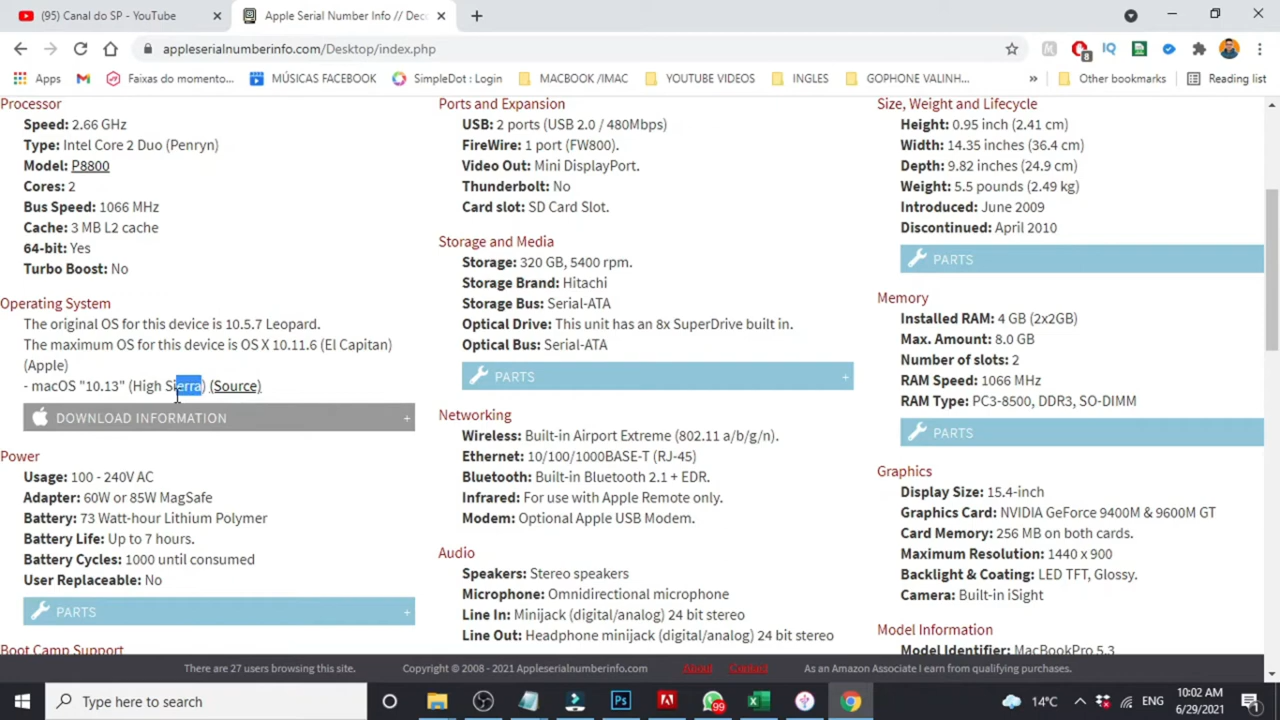 (95) Canal do SP - YouTube
Apple Serial Number Info // Deco
appleserialnumberinfo.com/Desktop/index.php
8
Apps
Faixas do momento...
MÚSICAS FACEBOOK
SimpleDot : Login
MACBOOK /IMAC
YOUTUBE VIDEOS
INGLES
GOPHONE VALINH...
»
Other bookmarks
Reading list
Processor
Speed: 2.66 GHz
Type: Intel Core 2 Duo (Penryn)
Model: P8800
Cores: 2
Bus Speed: 1066 MHz
Cache: 3 MB L2 cache
64-bit: Yes
Turbo Boost: No
Operating System
The original OS for this device is 10.5.7 Leopard.
The maximum OS for this device is OS X 10.11.6 (El Capitan)
(Apple)
- macOS "10.13" (High Sierra) (Source)
DOWNLOAD INFORMATION +
Power
Usage: 100 - 240V AC
Adapter: 60W or 85W MagSafe
Battery: 73 Watt-hour Lithium Polymer
Battery Life: Up to 7 hours.
Battery Cycles: 1000 until consumed
User Replaceable: No
PARTS +
Boot Camp Support
Ports and Expansion
USB: 2 ports (USB 2.0 / 480Mbps)
FireWire: 1 port (FW800).
Video Out: Mini DisplayPort.
Thunderbolt: No
Card slot: SD Card Slot.
Storage and Media
Storage: 320 GB, 5400 rpm.
Storage Brand: Hitachi
Storage Bus: Serial-ATA
Optical Drive: This unit has an 8x SuperDrive built in.
Optical Bus: Serial-ATA
PARTS +
Networking
Wireless: Built-in Airport Extreme (802.11 a/b/g/n).
Ethernet: 10/100/1000BASE-T (RJ-45)
Bluetooth: Built-in Bluetooth 2.1 + EDR.
Infrared: For use with Apple Remote only.
Modem: Optional Apple USB Modem.
Audio
Speakers: Stereo speakers
Microphone: Omnidirectional microphone
Line In: Minijack (digital/analog) 24 bit stereo
Line Out: Headphone minijack (digital/analog) 24 bit stereo
Size, Weight and Lifecycle
Height: 0.95 inch (2.41 cm)
Width: 14.35 inches (36.4 cm)
Depth: 9.82 inches (24.9 cm)
Weight: 5.5 pounds (2.49 kg)
Introduced: June 2009
Discontinued: April 2010
PARTS
Memory
Installed RAM: 4 GB (2x2GB)
Max. Amount: 8.0 GB
Number of slots: 2
RAM Speed: 1066 MHz
RAM Type: PC3-8500, DDR3, SO-DIMM
PARTS
Graphics
Display Size: 15.4-inch
Graphics Card: NVIDIA GeForce 9400M & 9600M GT
Card Memory: 256 MB on both cards.
Maximum Resolution: 1440 x 900
Backlight & Coating: LED TFT, Glossy.
Camera: Built-in iSight
Model Information
Model Identifier: MacBookPro 5,3
There are 27 users browsing this site.
Copyright © 2008 - 2021 Appleserialnumberinfo.com
About
Contact
As an Amazon Associate I earn from qualifying purchases.
Type here to search
Ps
99
14°C
ENG
10:02 AM
6/29/2021
1